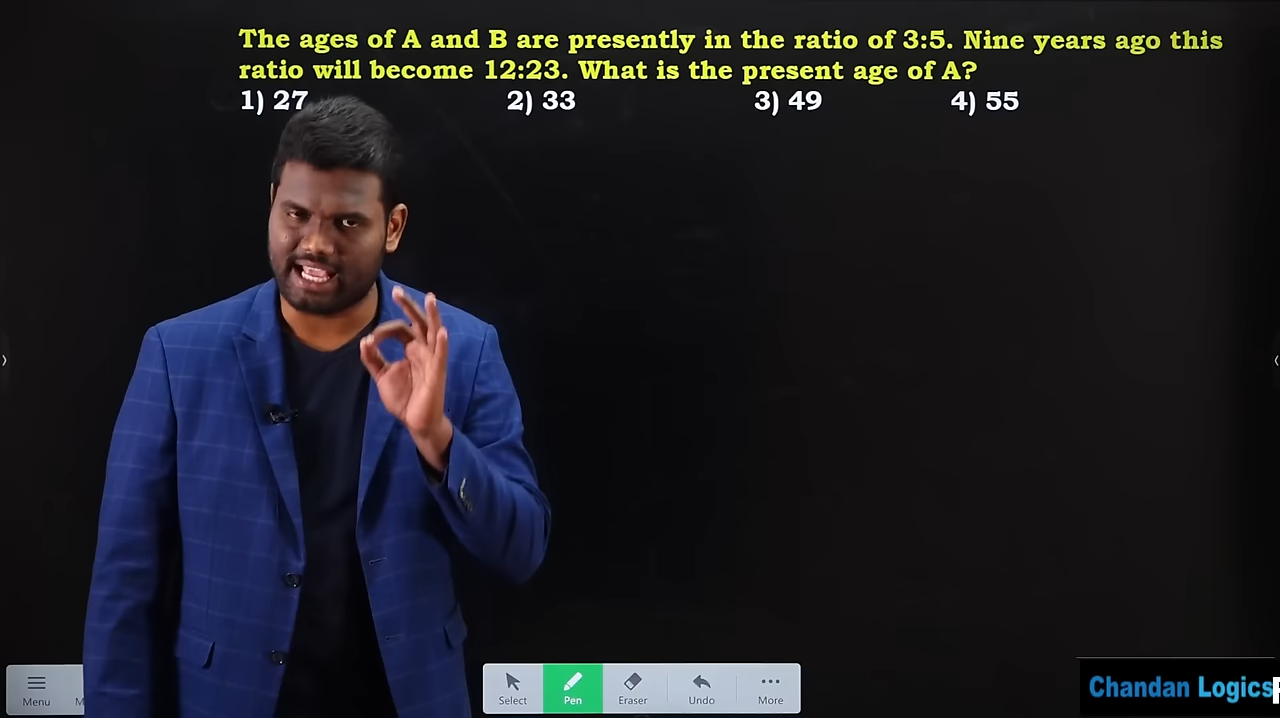 The ages of A and B are presently in the ratio of 3:5. Nine years ago this
ratio will become 12:23. What is the present age of A?
1) 27 2) 33 3) 49 4) 55
Menu
Select Pen Eraser Undo More
Chandan Logics